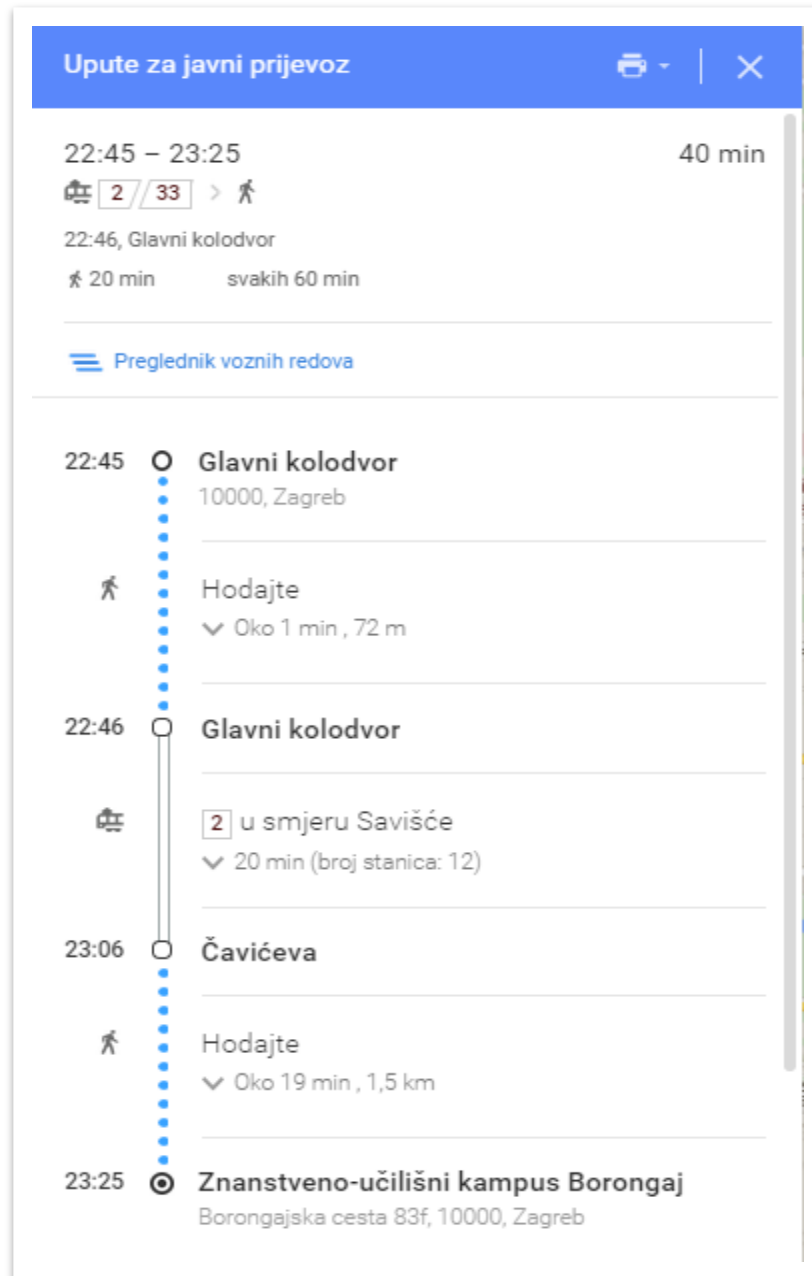 Upute za javni prijevoz
22:45 – 23:25 40 min
2 33
22:46, Glavni kolodvor
20 min svakih 60 min
Preglednik voznih redova
22:45 Glavni kolodvor
10000, Zagreb
Hodajte
Oko 1 min , 72 m
22:46 Glavni kolodvor
2 u smjeru Savišće
20 min (broj stanica: 12)
23:06 Čavićeva
Hodajte
Oko 19 min , 1,5 km
23:25 Znanstveno-učilišni kampus Borongaj
Borongajska cesta 83f, 10000, Zagreb